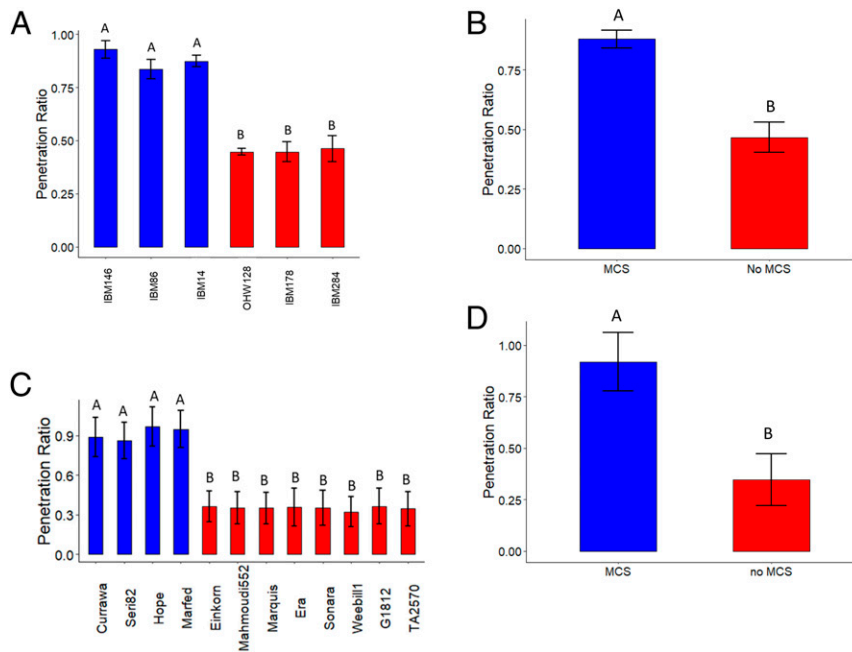 A
Penetration Ratio
1.00
0.75
0.50
0.25
0.00
A
A
A
B
B
B
IBM146
IBM86
IBM14
OHW128
IBM178
IBM284
B
Penetration Ratio
0.75
0.50
0.25
0.00
A
B
MCS
No MCS
C
Penetration Ratio
0.9
0.6
0.3
0.0
A
A
A
A
B
B
B
B
B
B
B
B
Currawa
Seri82
Hope
Marfed
Einkorn
Mahmoudi552
Marquis
Era
Sonara
Weebill1
G1812
TA2570
D
Penetration Ratio
1.00
0.75
0.50
0.25
0.00
A
B
MCS
no MCS